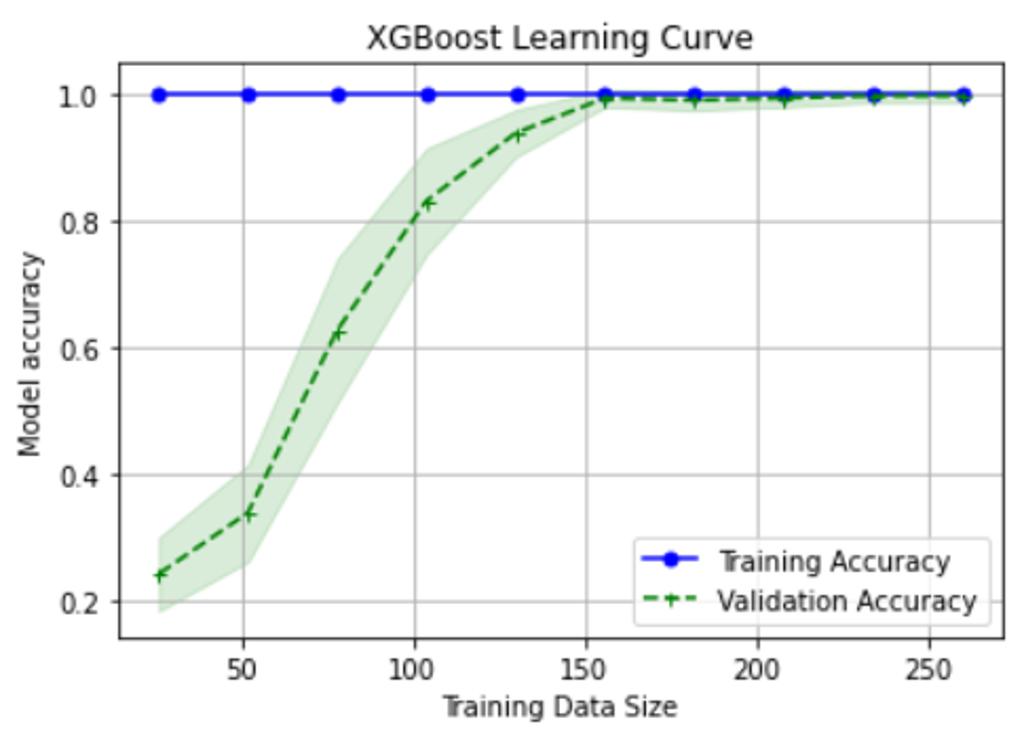 XGBoost Learning Curve
1.0
0.8
0.6
0.4
0.2
Model accuracy
Training Accuracy
Validation Accuracy
50 100 150 200 250
Training Data Size